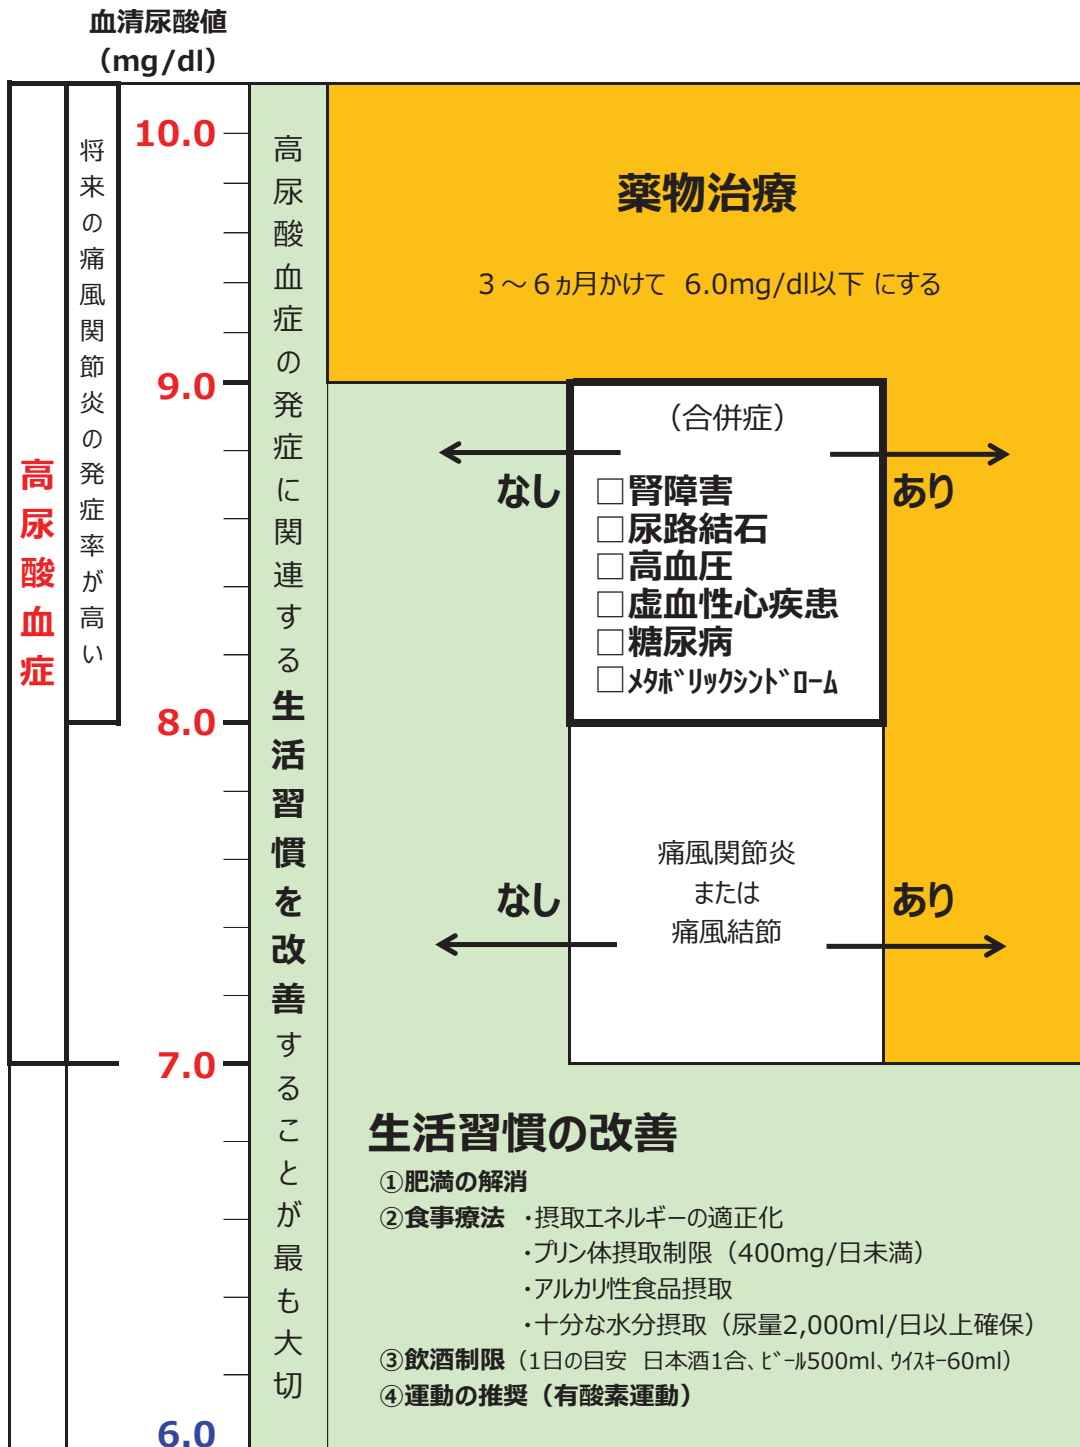 血清尿酸値
（mg/dl）
高尿酸血症
将来の痛風関節炎の発症率が高い
10.0
9.0
8.0
7.0
6.0
高尿酸血症の発症に関連する生活習慣を改善することが最も大切
薬物治療
３～６ヵ月かけて 6.0mg/dl以下 にする
（合併症）
なし
あり
□腎障害
□尿路結石
□高血圧
□虚血性心疾患
□糖尿病
□ﾒﾀﾎﾞﾘｯｸｼﾝﾄﾞﾛｰﾑ
痛風関節炎
または
痛風結節
なし
あり
生活習慣の改善
①肥満の解消
②食事療法 ・摂取エネルギーの適正化
・プリン体摂取制限（400mg/日未満）
・アルカリ性食品摂取
・十分な水分摂取（尿量2,000ml/日以上確保）
③飲酒制限（1日の目安 日本酒1合、ﾋﾞｰﾙ500ml、ｳｲｽｷｰ60ml）
④運動の推奨（有酸素運動）